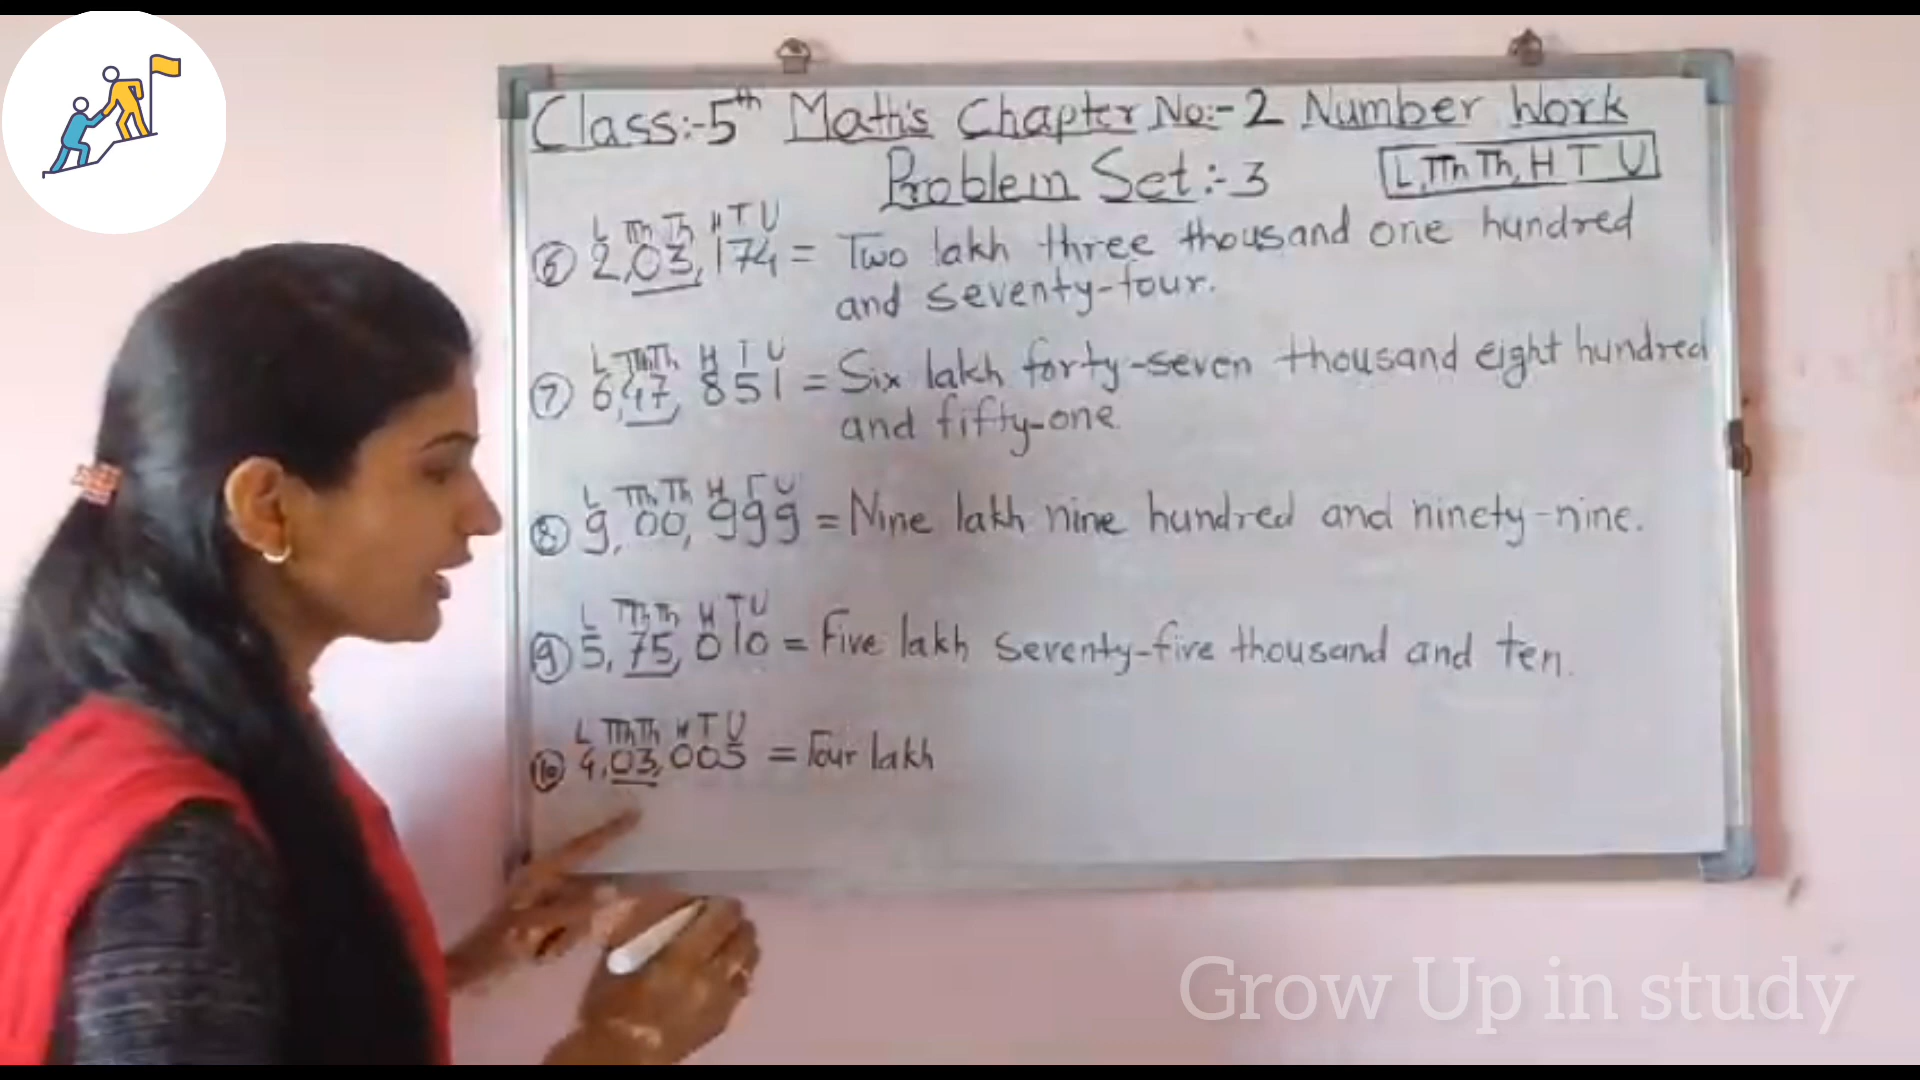 Class:-5th Math's Chapter No:-2 Number Work
Problem Set:-3
L, TTh Th, H T U
L TTh Th H T U
⑥ 2,03,174 = Two lakh three thousand one hundred
and seventy-four.
L TTh Th H T U
⑦ 6,47,851 = Six lakh forty-seven thousand eight hundred
and fifty-one.
L TTh Th H T U
⑧ 9,00,999 = Nine lakh nine hundred and ninety-nine.
L TTh Th H T U
⑨ 5,75,010 = Five lakh seventy-five thousand and ten.
L TTh Th H T U
⑩ 4,03,005 = Four lakh
Grow Up in study